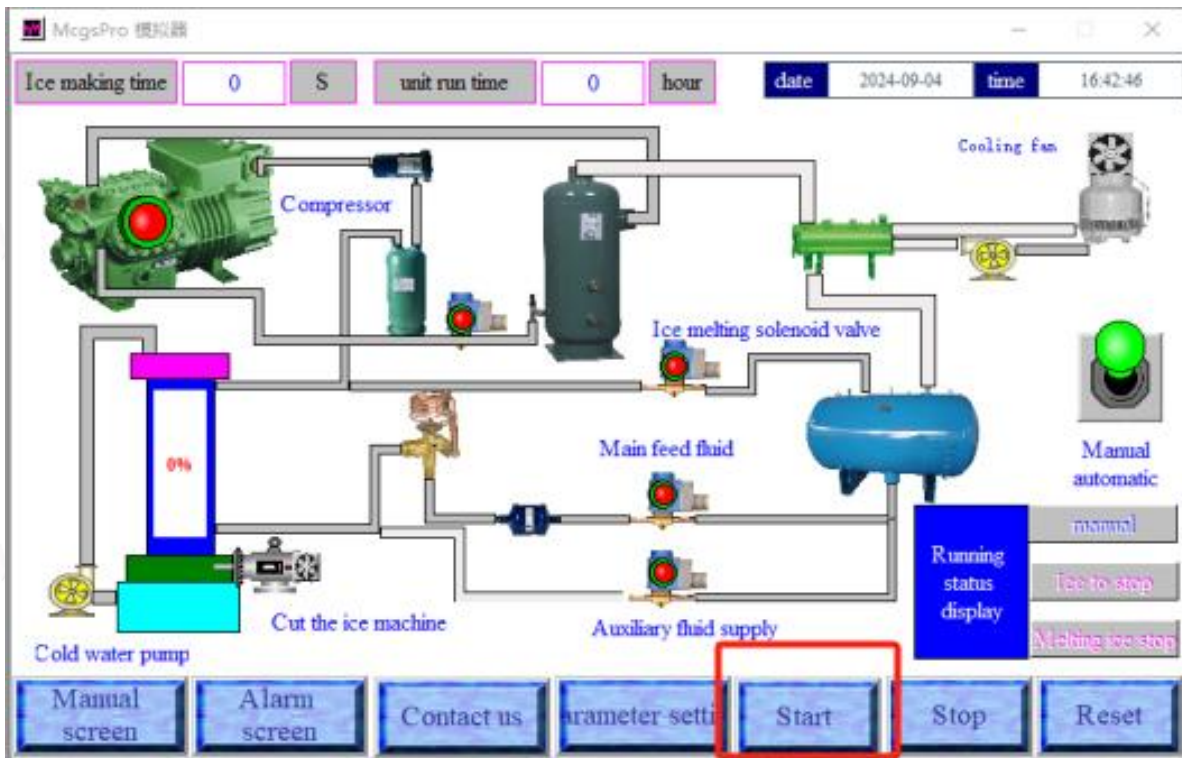 McgsPro 模拟器
Ice making time 0 S unit run time 0 hour date 2024-09-04 time 16:42:46
Cooling fan
Compressor
Ice melting solenoid valve
Main feed fluid
Manual
automatic
0%
manual
Running
status
display
Ice to stop
Melting ice stop
Cut the ice machine
Auxiliary fluid supply
Cold water pump
Manual
screen
Alarm
screen
Contact us
arameter setti
Start
Stop
Reset